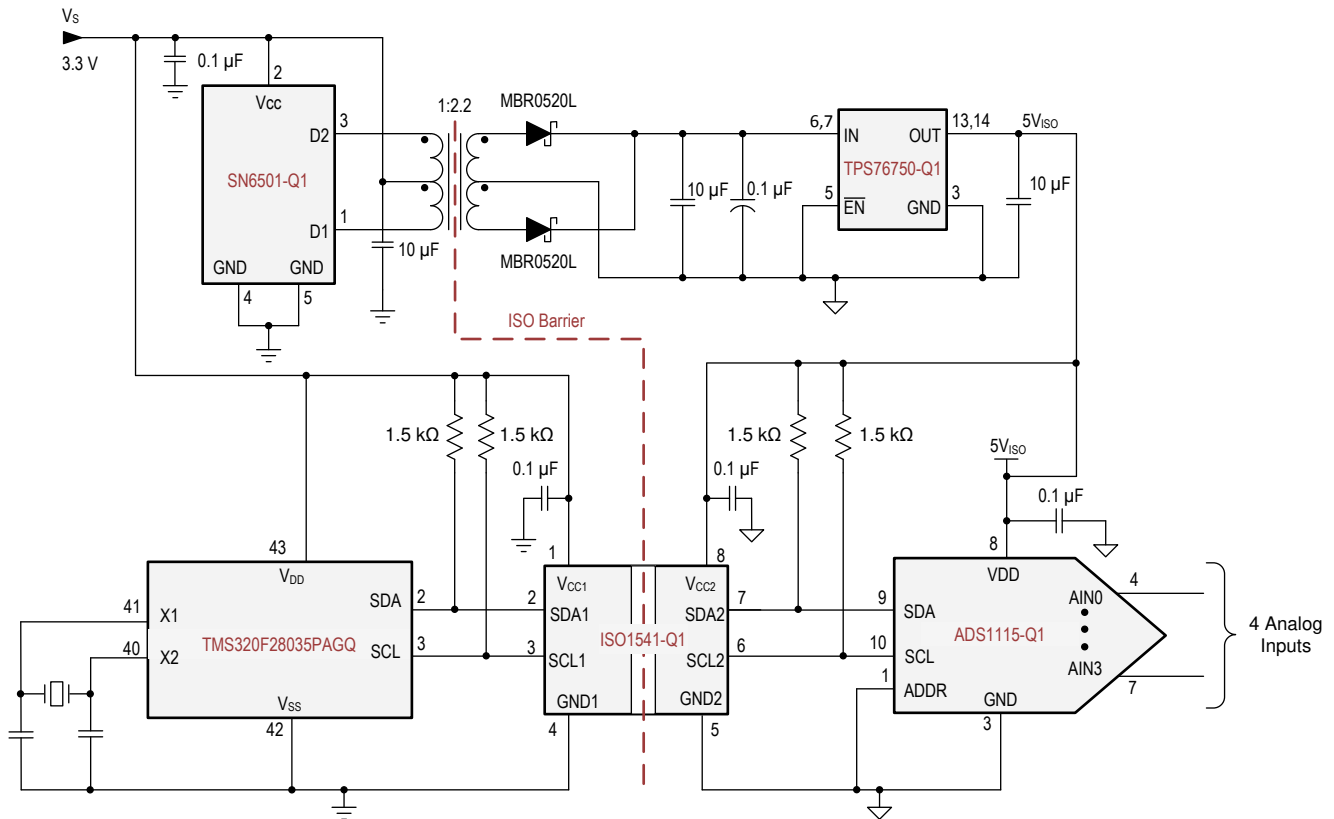 VS
3.3 V
0.1 µF
2
Vcc
D2
3
SN6501-Q1
D1
1
GND
GND
4
5
10 µF
1:2.2
MBR0520L
MBR0520L
10 µF
0.1 µF
6,7
IN
OUT
13,14
5VISO
TPS76750-Q1
5
EN
GND
3
10 µF
ISO Barrier
1.5 kΩ
1.5 kΩ
0.1 µF
1.5 kΩ
1.5 kΩ
0.1 µF
5VISO
0.1 µF
43
VDD
41
X1
40
X2
TMS320F28035PAGQ
SDA
2
SCL
3
VSS
42
1
VCC1
2
SDA1
3
SCL1
GND1
4
ISO1541-Q1
8
VCC2
SDA2
7
SCL2
6
GND2
5
8
VDD
9
SDA
10
SCL
1
ADDR
GND
3
ADS1115-Q1
AIN0
4
AIN3
7
4 Analog
Inputs